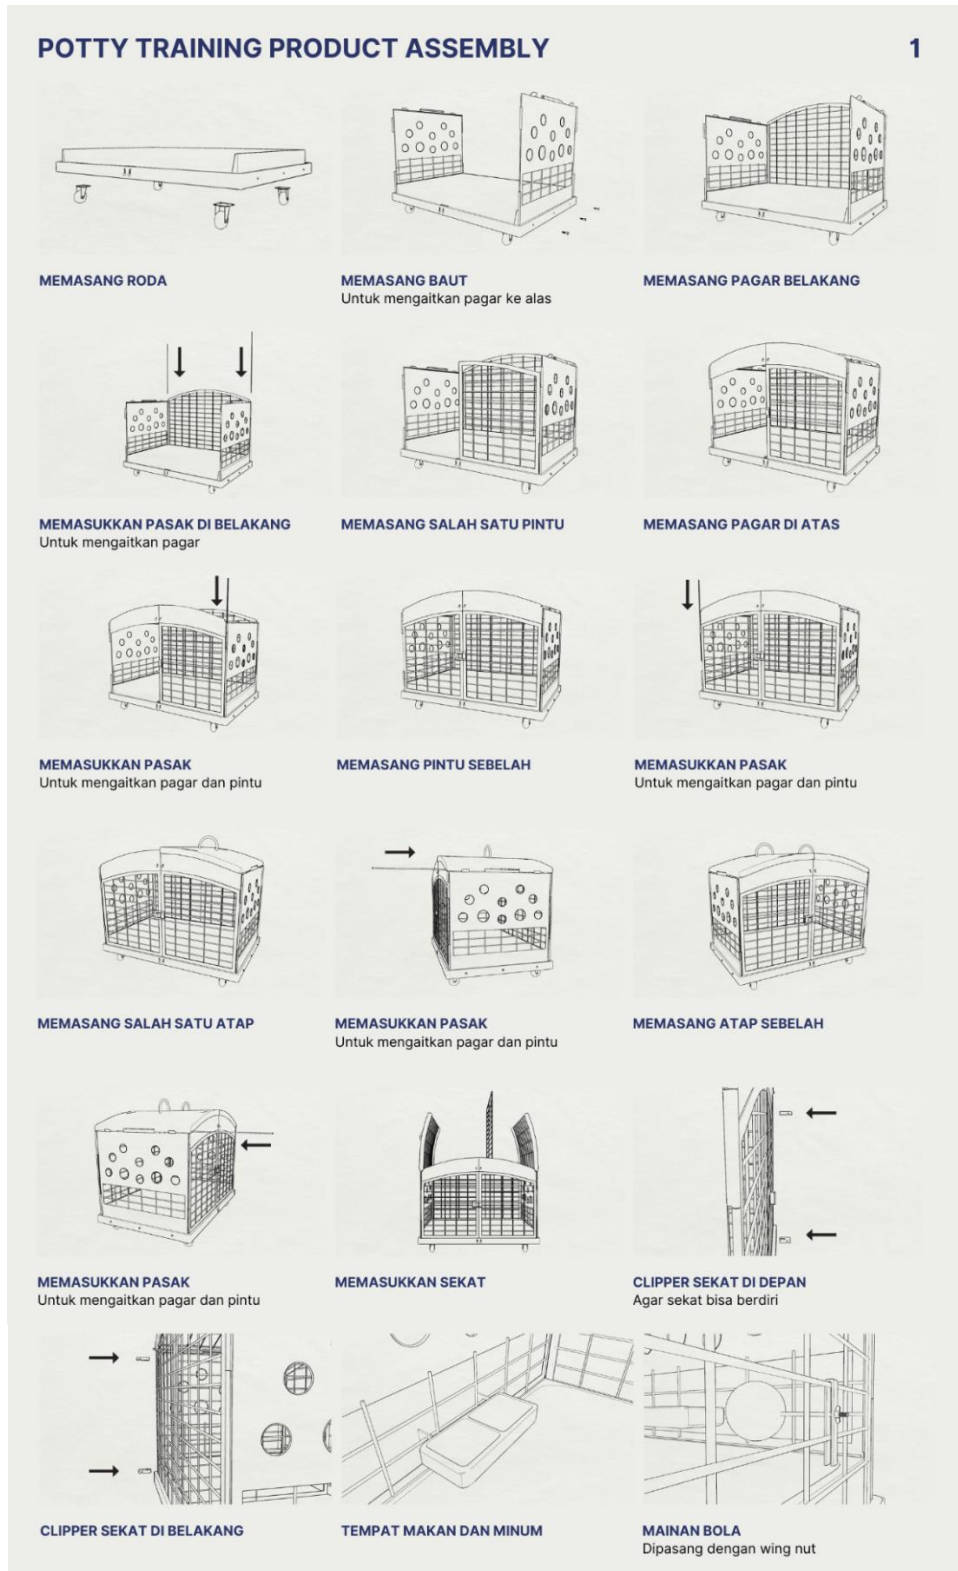 POTTY TRAINING PRODUCT ASSEMBLY
1
MEMASANG RODA
MEMASANG BAUT
Untuk mengaitkan pagar ke alas
MEMASANG PAGAR BELAKANG
MEMASUKKAN PASAK DI BELAKANG
Untuk mengaitkan pagar
MEMASANG SALAH SATU PINTU
MEMASANG PAGAR DI ATAS
MEMASUKKAN PASAK
Untuk mengaitkan pagar dan pintu
MEMASANG PINTU SEBELAH
MEMASUKKAN PASAK
Untuk mengaitkan pagar dan pintu
MEMASANG SALAH SATU ATAP
MEMASUKKAN PASAK
Untuk mengaitkan pagar dan pintu
MEMASANG ATAP SEBELAH
MEMASUKKAN PASAK
Untuk mengaitkan pagar dan pintu
MEMASUKKAN SEKAT
CLIPPER SEKAT DI DEPAN
Agar sekat bisa berdiri
CLIPPER SEKAT DI BELAKANG
TEMPAT MAKAN DAN MINUM
MAINAN BOLA
Dipasang dengan wing nut